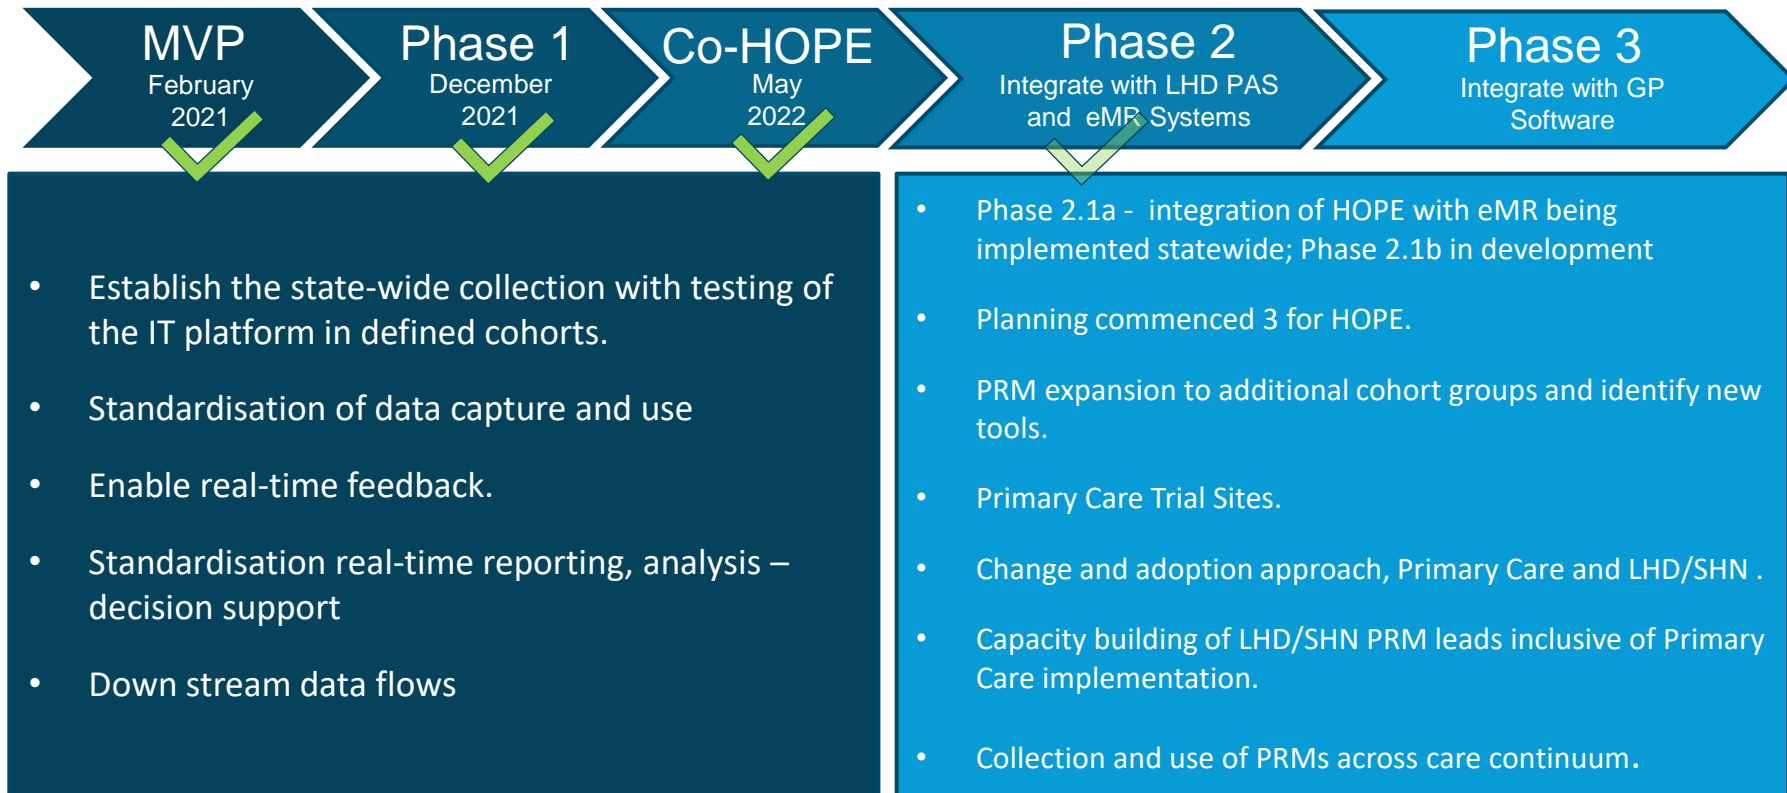 MVP
February
2021
Phase 1
December
2021
Co-HOPE
May
2022
Phase 2
Integrate with LHD PAS
and eMR Systems
Phase 3
Integrate with GP
Software
• Establish the state-wide collection with testing of
the IT platform in defined cohorts.
• Standardisation of data capture and use
• Enable real-time feedback.
• Standardisation real-time reporting, analysis –
decision support
• Down stream data flows
• Phase 2.1a - integration of HOPE with eMR being
implemented statewide; Phase 2.1b in development
• Planning commenced 3 for HOPE.
• PRM expansion to additional cohort groups and identify new
tools.
• Primary Care Trial Sites.
• Change and adoption approach, Primary Care and LHD/SHN .
• Capacity building of LHD/SHN PRM leads inclusive of Primary
Care implementation.
• Collection and use of PRMs across care continuum.